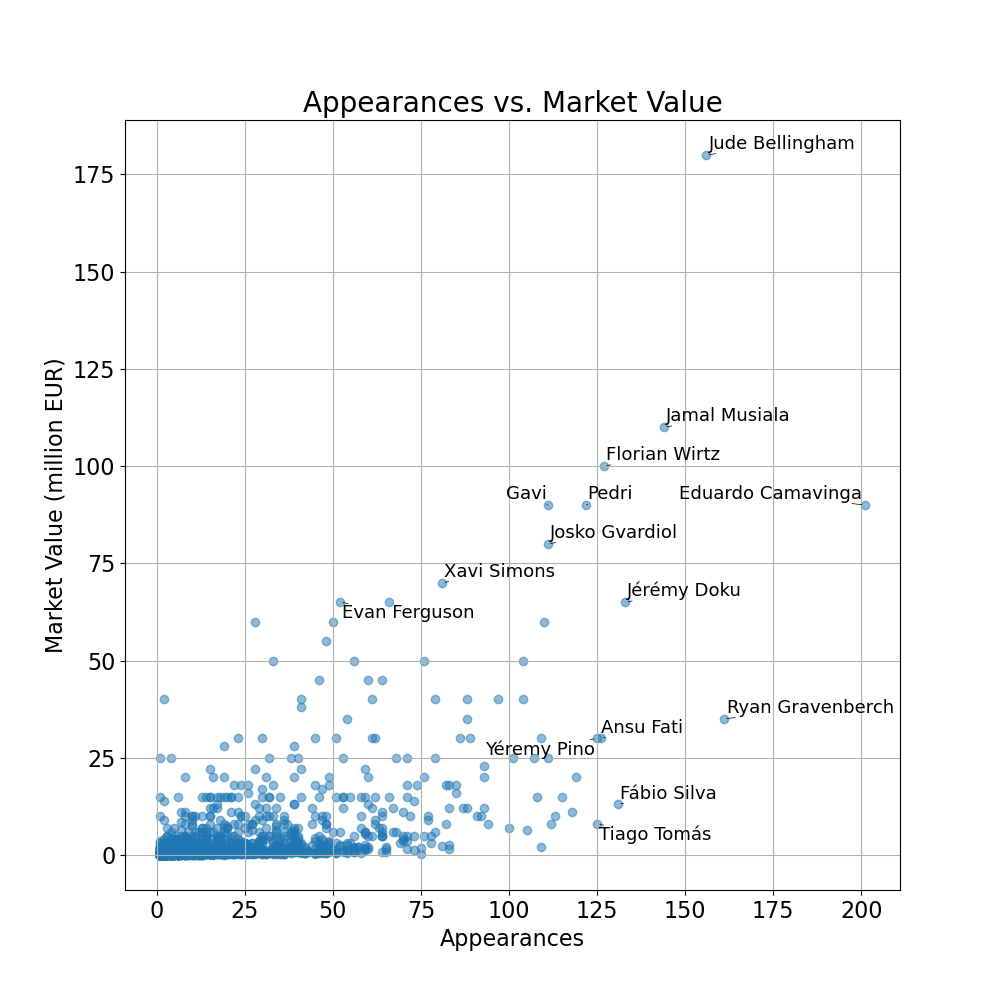 Appearances vs. Market Value
Jude Bellingham
175
150
125
Jamal Musiala
Florian Wirtz
100
Gavi
Pedri
Eduardo Camavinga
Josko Gvardiol
75
Xavi Simons
Jérémy Doku
Evan Ferguson
50
Ryan Gravenberch
Ansu Fati
Yéremy Pino
25
Fábio Silva
Tiago Tomás
0
Market Value (million EUR)
0 25 50 75 100 125 150 175 200
Appearances